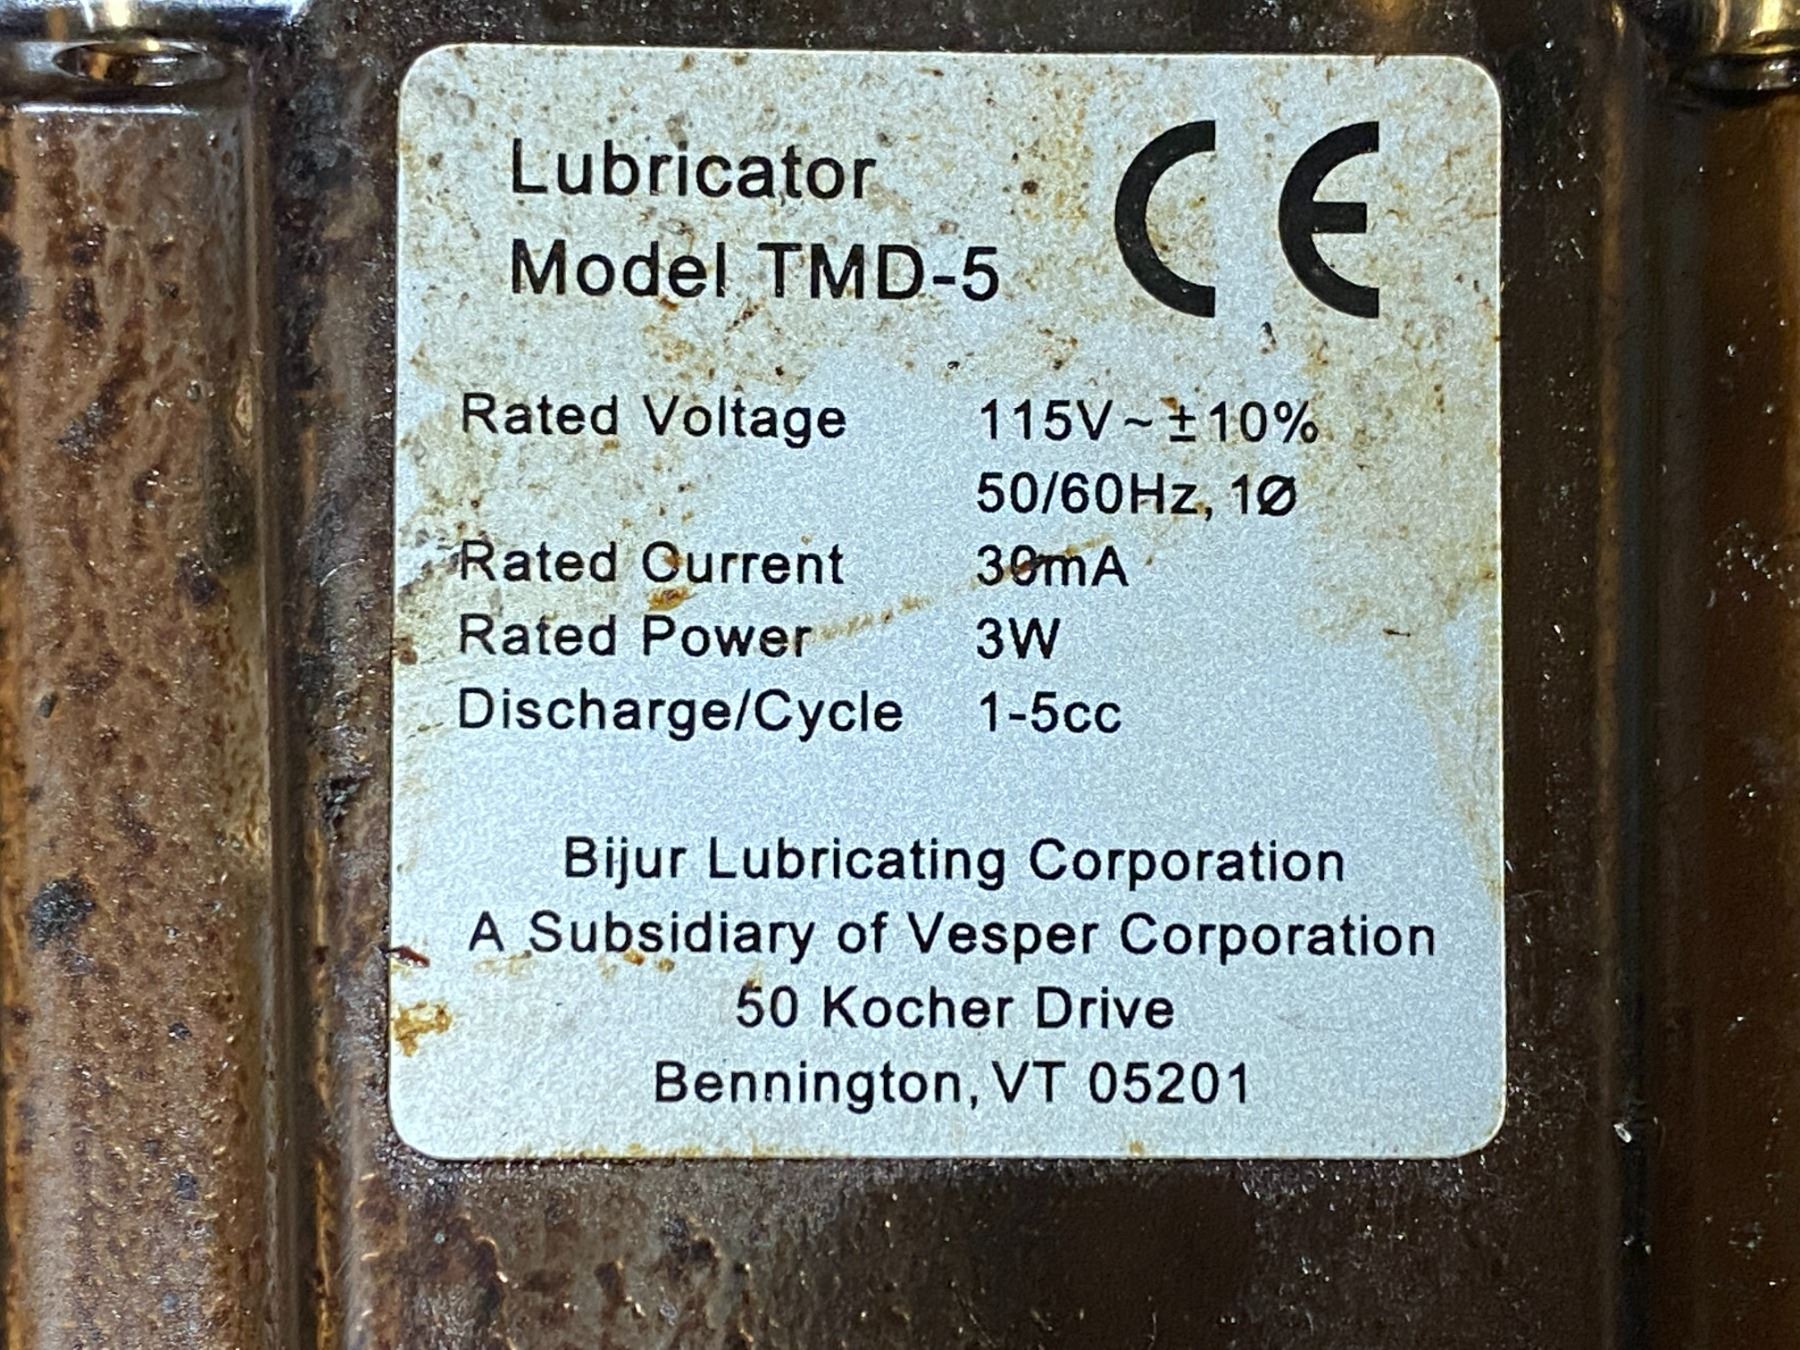 Lubricator
Model TMD-5
CE
Rated Voltage 115V~±10%
50/60Hz, 1Ø
Rated Current 30mA
Rated Power 3W
Discharge/Cycle 1-5cc
Bijur Lubricating Corporation
A Subsidiary of Vesper Corporation
50 Kocher Drive
Bennington, VT 05201